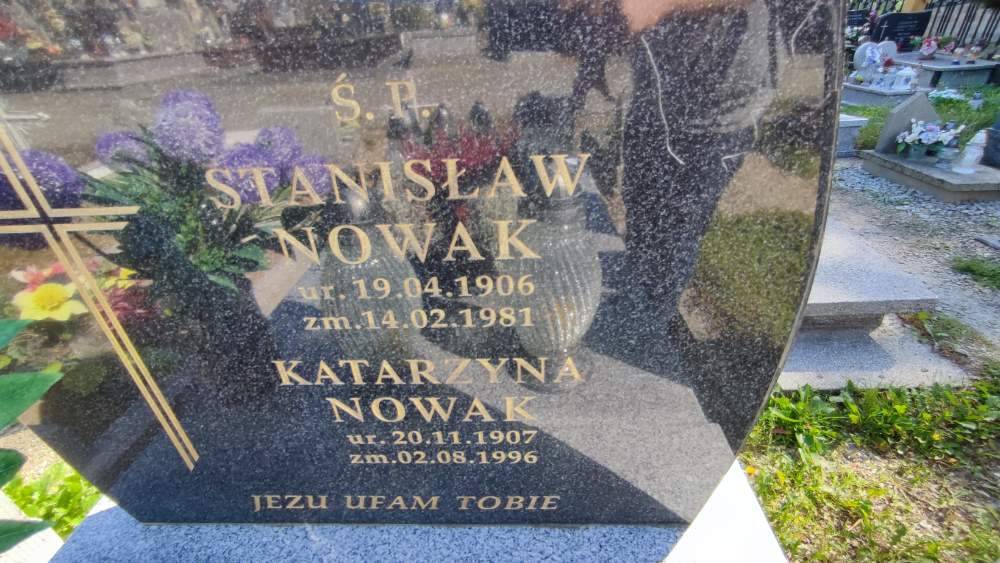 Ś. P.
STANISŁAW
NOWAK
ur. 19.04.1906
zm. 14.02.1981
KATARZYNA
NOWAK
ur. 20.11.1907
zm. 02.08.1996
JEZU UFAM TOBIE